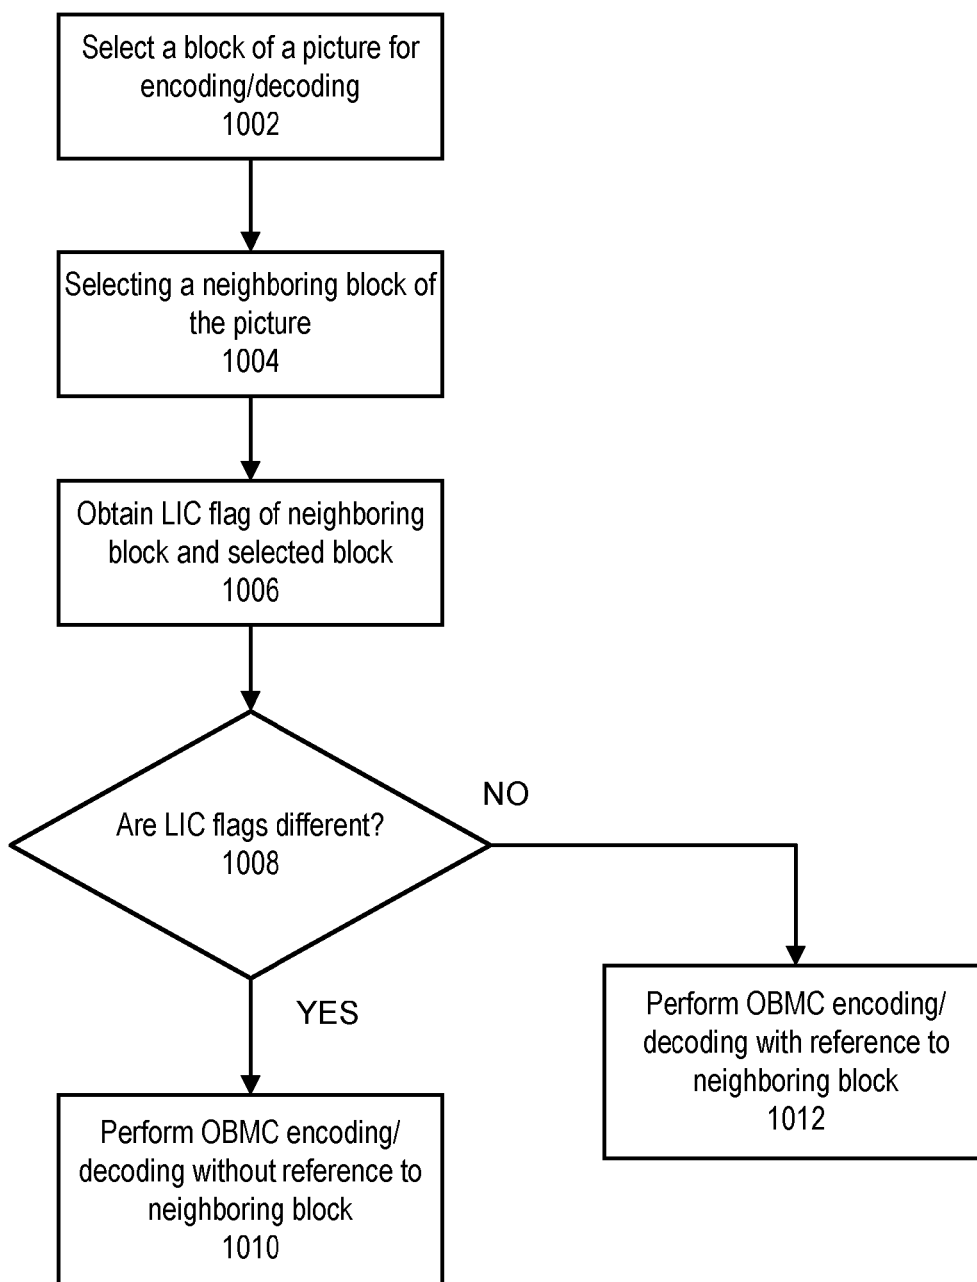 Select a block of a picture for
encoding/decoding
1002
Selecting a neighboring block of
the picture
1004
Obtain LIC flag of neighboring
block and selected block
1006
Are LIC flags different?
1008
NO
YES
Perform OBMC encoding/
decoding with reference to
neighboring block
1012
Perform OBMC encoding/
decoding without reference to
neighboring block
1010